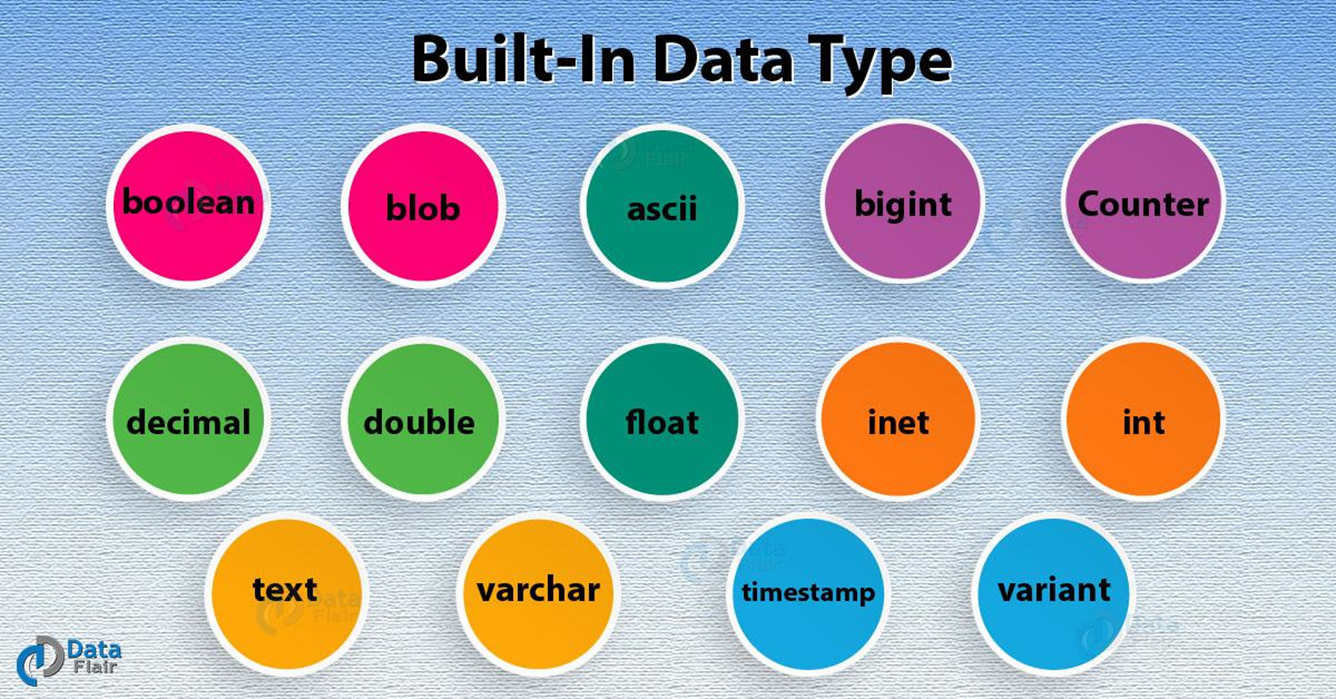 Built-In Data Type
boolean
blob
ascii
bigint
Counter
decimal
double
float
inet
int
text
varchar
timestamp
variant
Data
Flair